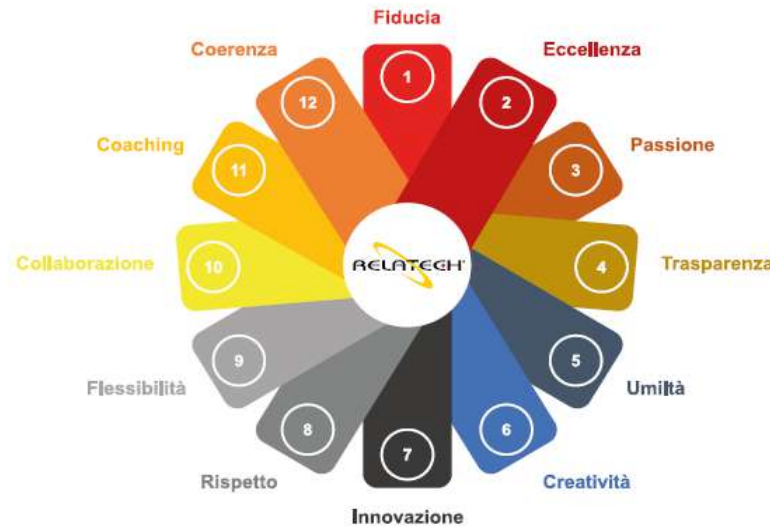 Fiducia
1
Eccellenza
2
Passione
3
Trasparenza
4
Umiltà
5
Creatività
6
Innovazione
7
Rispetto
8
Flessibilità
9
Collaborazione
10
Coaching
11
Coerenza
12
RELATECH